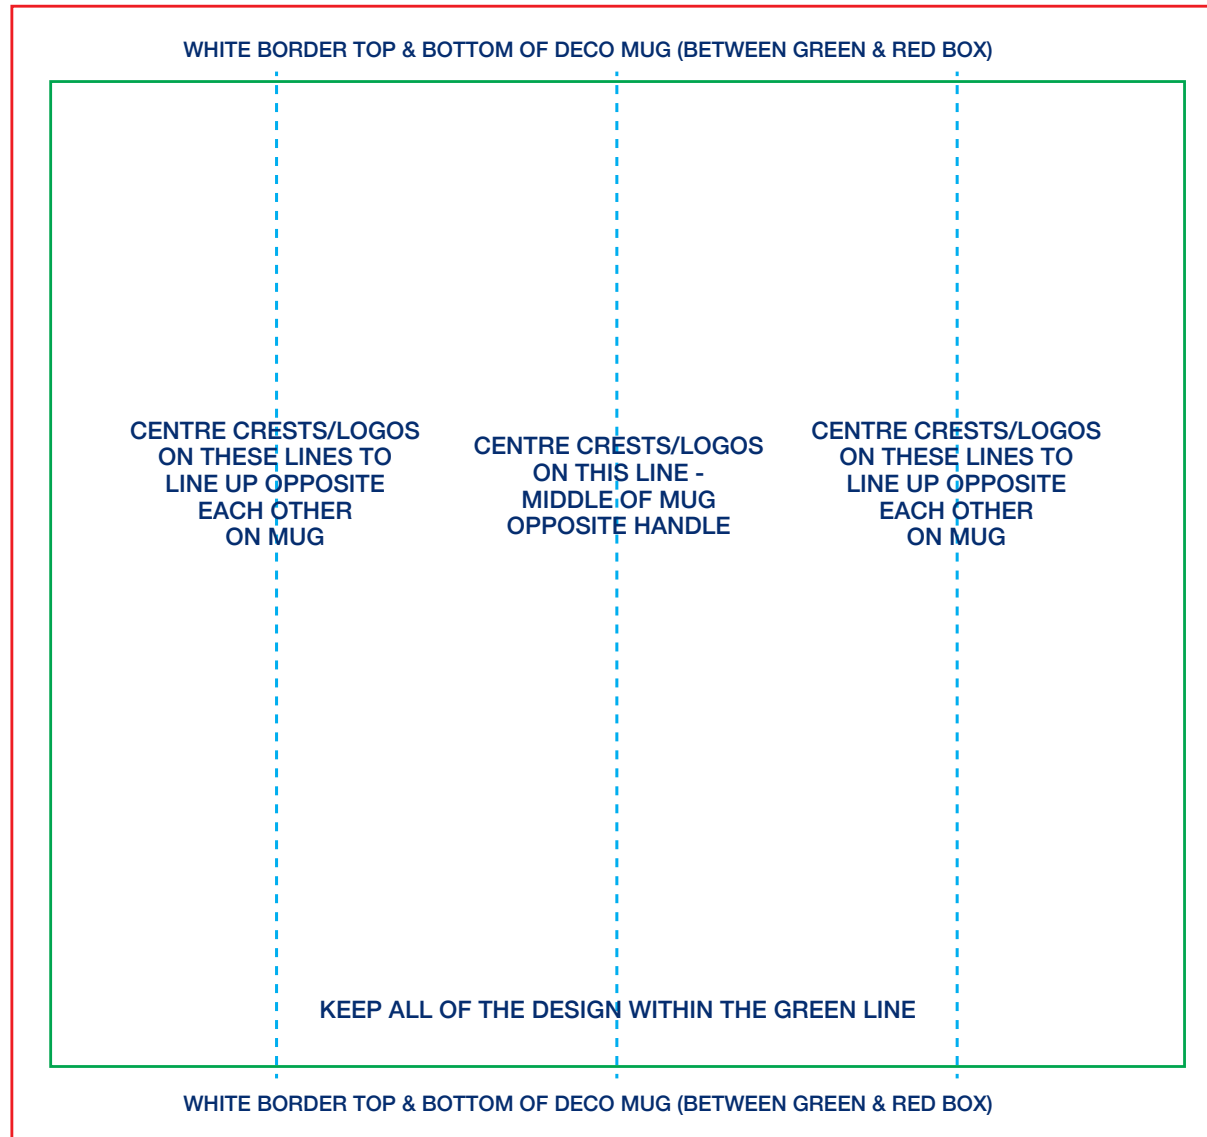 WHITE BORDER TOP & BOTTOM OF DECO MUG (BETWEEN GREEN & RED BOX)
CENTRE CRESTS/LOGOS
ON THESE LINES TO
LINE UP OPPOSITE
EACH OTHER
ON MUG
CENTRE CRESTS/LOGOS
ON THIS LINE -
MIDDLE OF MUG
OPPOSITE HANDLE
CENTRE CRESTS/LOGOS
ON THESE LINES TO
LINE UP OPPOSITE
EACH OTHER
ON MUG
KEEP ALL OF THE DESIGN WITHIN THE GREEN LINE
WHITE BORDER TOP & BOTTOM OF DECO MUG (BETWEEN GREEN & RED BOX)